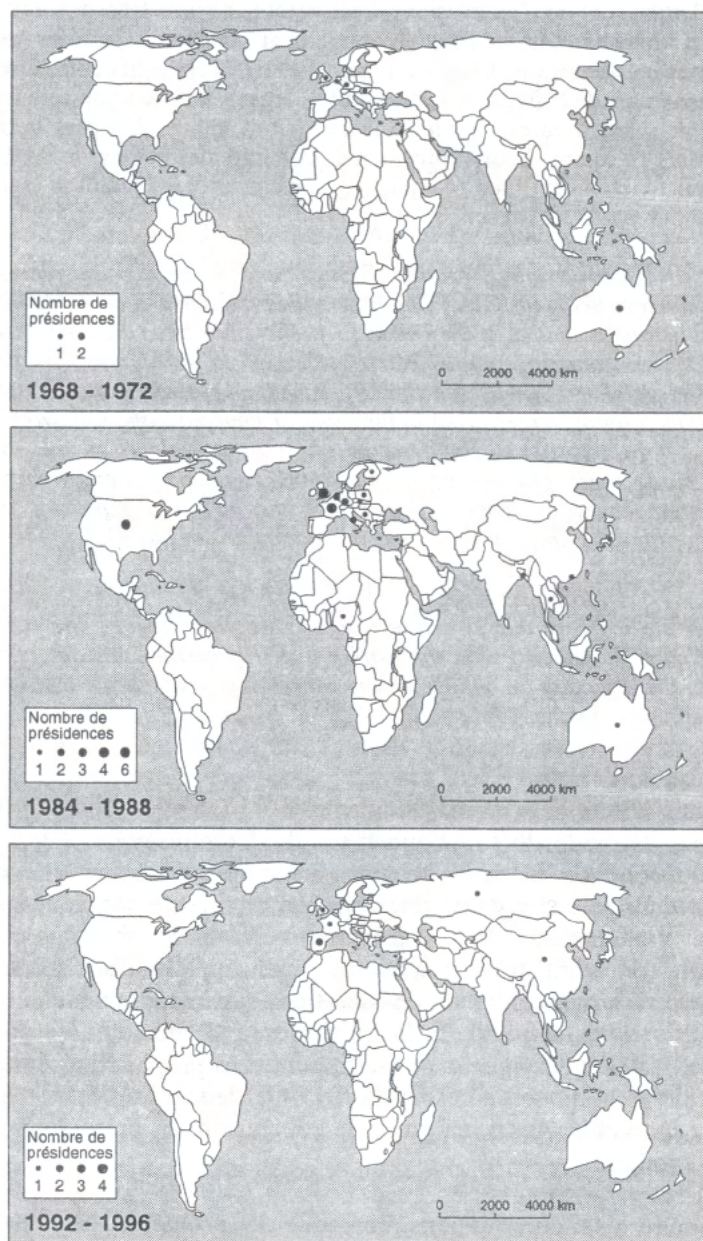 Nombre de
présidences
1 2
1968 - 1972
0 2000 4000 km
Nombre de
présidences
1 2 3 4 6
1984 - 1988
0 2000 4000 km
Nombre de
présidences
1 2 3 4
1992 - 1996
0 2000 4000 km